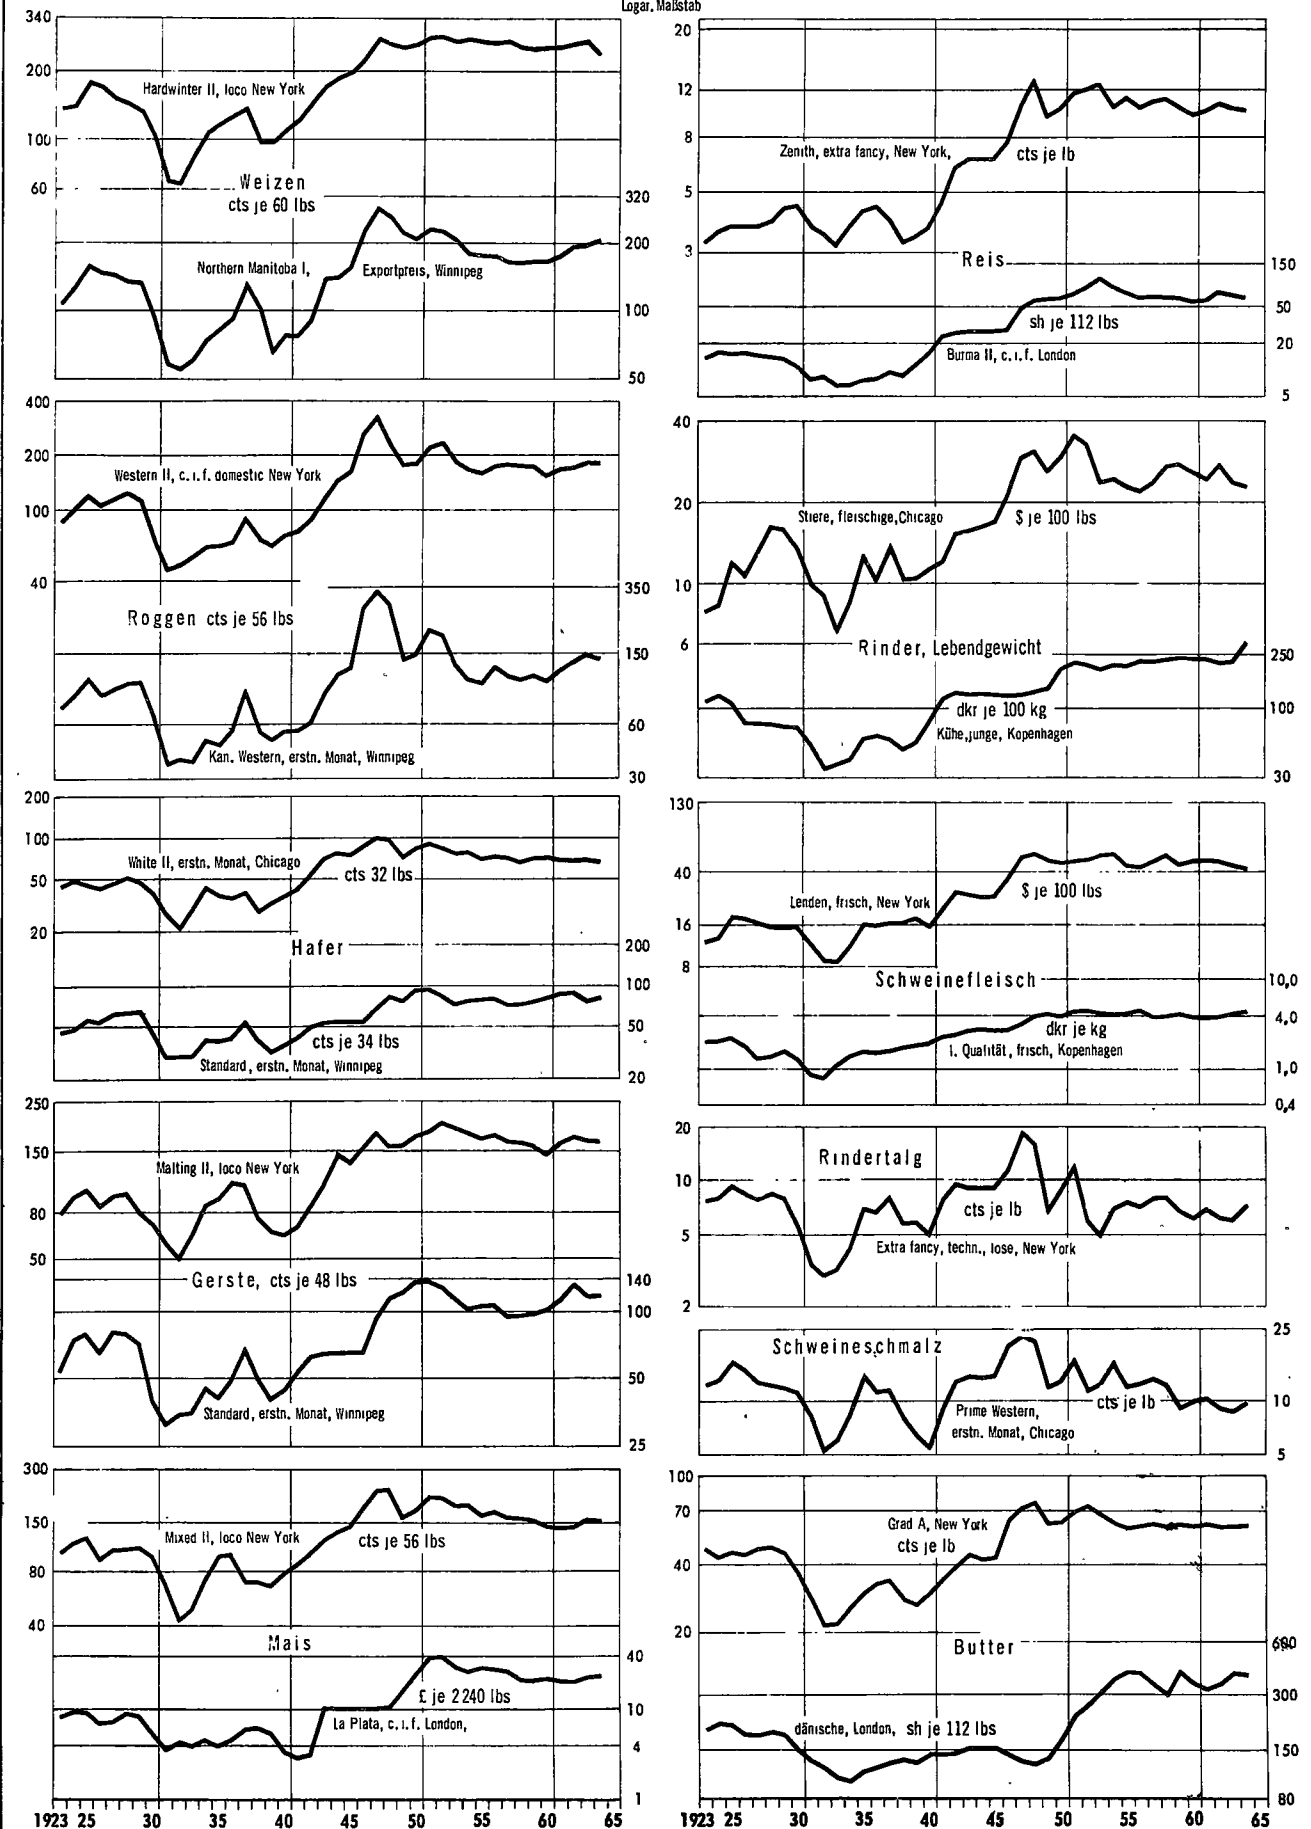 Logar. Maßstab
340
200
100
60
Hardwinter II, loco New York
Weizen
cts je 60 lbs
320
200
100
50
Northern Manitoba I,
Exportpreis, Winnipeg
400
200
100
40
Western II, c.i.f. domestic New York
Roggen cts je 56 lbs
350
150
60
30
Kan. Western, erstn. Monat, Winnipeg
200
100
50
20
White II, erstn. Monat, Chicago
cts 32 lbs
Hafer
200
100
50
20
cts je 34 lbs
Standard, erstn. Monat, Winnipeg
250
150
80
50
Malting II, loco New York
Gerste, cts je 48 lbs
140
100
50
25
Standard, erstn. Monat, Winnipeg
300
150
80
40
Mixed II, loco New York
cts je 56 lbs
Mais
40
10
4
1
£ je 2240 lbs
La Plata, c.i.f. London,
1923 25 30 35 40 45 50 55 60 65
20
12
8
5
3
Zenith, extra fancy, New York,
cts je lb
Reis
150
50
20
5
sh je 112 lbs
Burma II, c.i.f. London
40
20
10
6
Stiere, fleischige, Chicago
$ je 100 lbs
Rinder, Lebendgewicht
250
100
30
dkr je 100 kg
Kühe, junge, Kopenhagen
130
40
16
8
Lenden, frisch, New York
$ je 100 lbs
Schweinefleisch
10,0
4,0
1,0
0,4
dkr je kg
I. Qualität, frisch, Kopenhagen
20
10
5
2
Rindertalg
cts je lb
Extra fancy, techn., lose, New York
Schweineschmalz
25
10
5
cts je lb
Prime Western,
erstn. Monat, Chicago
100
70
40
20
Grad A, New York
cts je lb
Butter
600
300
150
80
dänische, London, sh je 112 lbs
1923 25 30 35 40 45 50 55 60 65